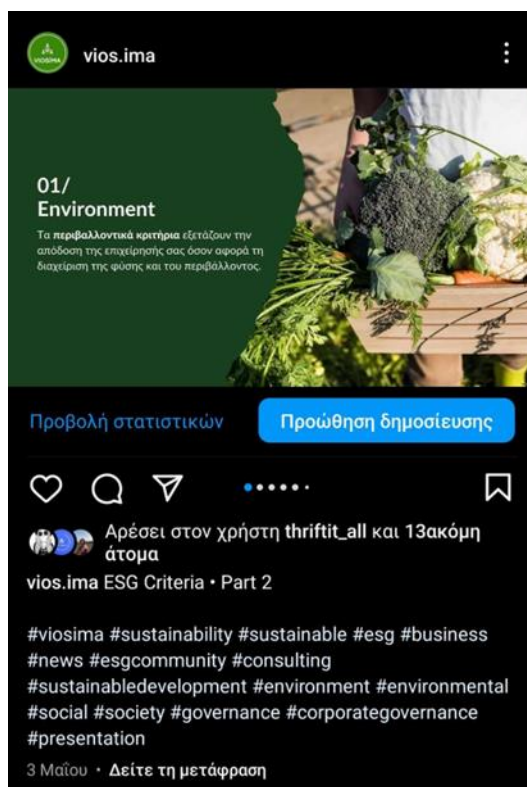 VIOSIMA
vios.ima
01/
Environment
Τα περιβαλλοντικά κριτήρια εξετάζουν την
απόδοση της επιχείρησής σας όσον αφορά τη
διαχείριση της φύσης και του περιβάλλοντος.
Προβολή στατιστικών
Προώθηση δημοσίευσης
Αρέσει στον χρήστη thriftit_all και 13ακόμη
άτομα
vios.ima ESG Criteria • Part 2
#viosima #sustainability #sustainable #esg #business
#news #esgcommunity #consulting
#sustainabledevelopment #environment #environmental
#social #society #governance #corporategovernance
#presentation
3 Μαΐου • Δείτε τη μετάφραση